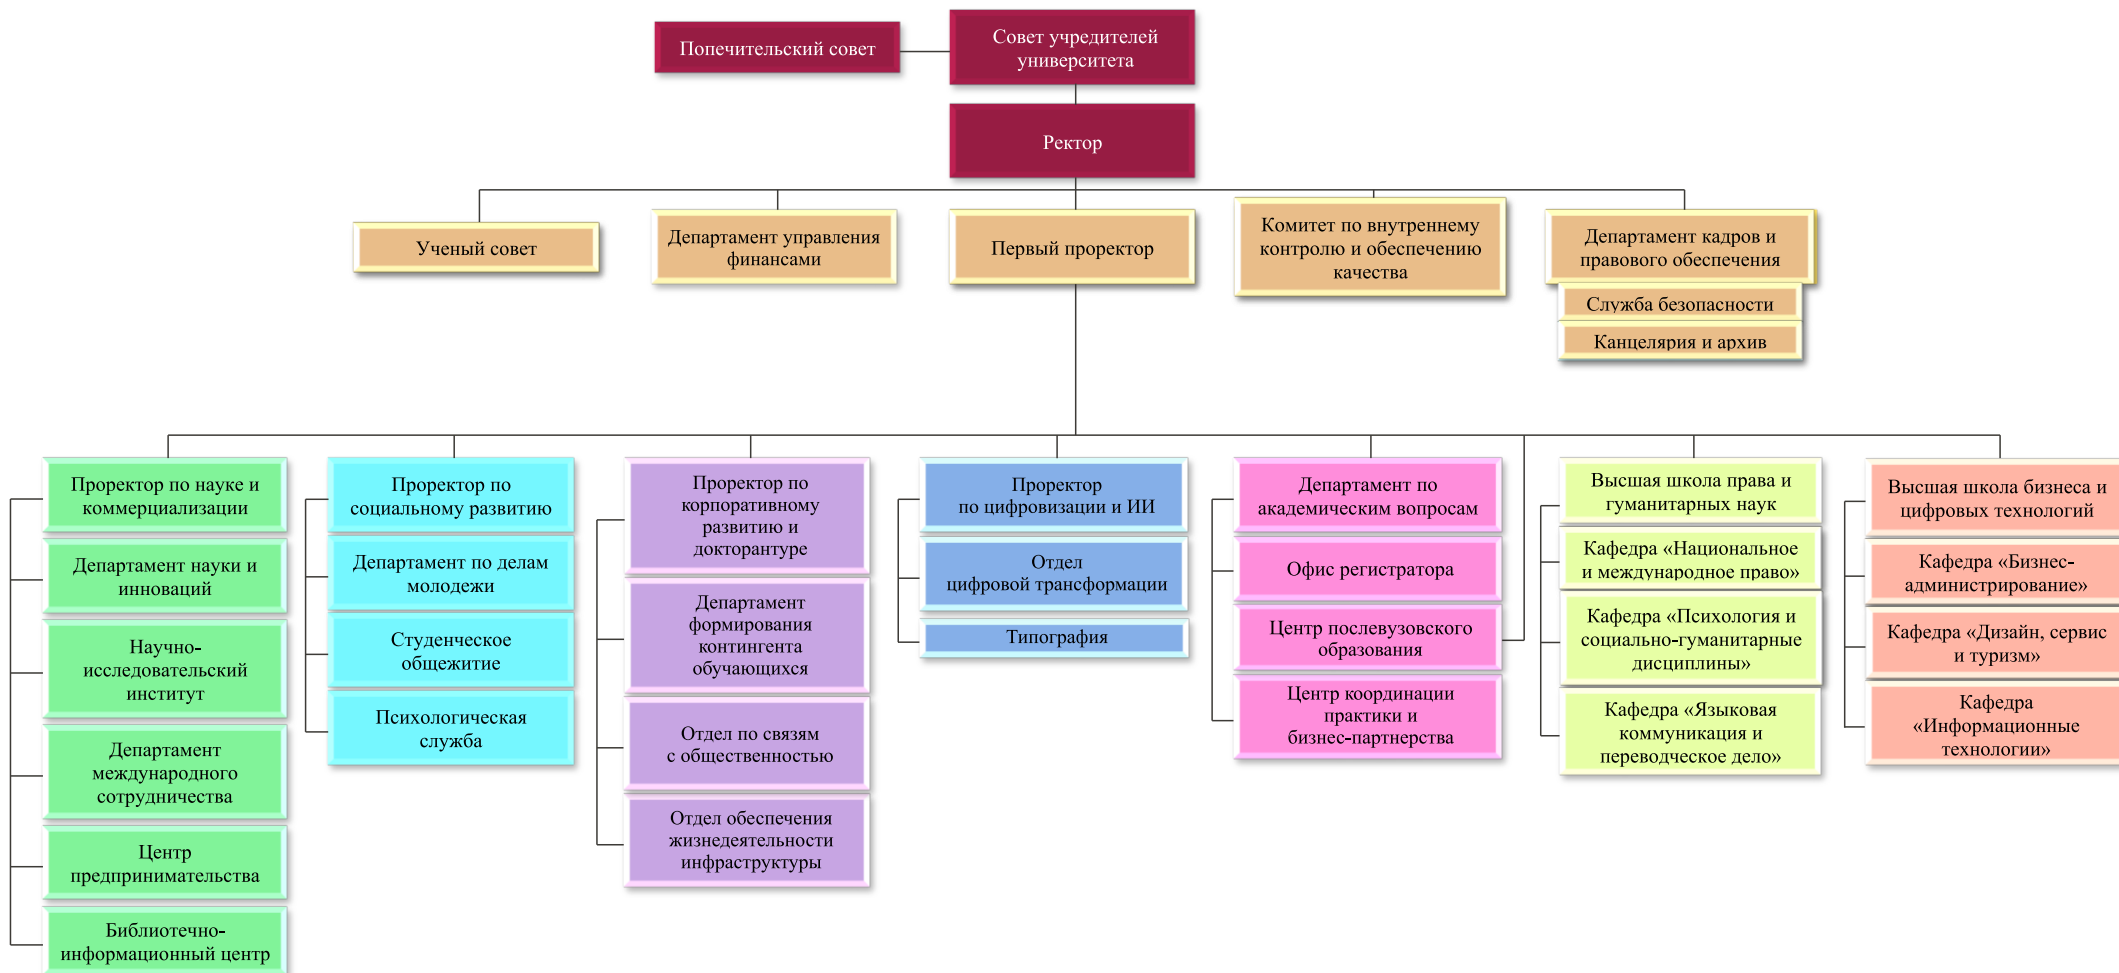 Попечительский совет
Совет учредителей
университета
Ректор
Ученый совет
Департамент управления
финансами
Первый проректор
Комитет по внутреннему
контролю и обеспечению
качества
Департамент кадров и
правового обеспечения
Служба безопасности
Канцелярия и архив
Проректор по науке и
коммерциализации
Департамент науки и
инноваций
Научно-
исследовательский
институт
Департамент
международного
сотрудничества
Центр
предпринимательства
Библиотечно-
информационный центр
Проректор по
социальному развитию
Департамент по делам
молодежи
Студенческое
общежитие
Психологическая
служба
Проректор по
корпоративному
развитию и
докторантуре
Департамент
формирования
контингента
обучающихся
Отдел по связям
с общественностью
Отдел обеспечения
жизнедеятельности
инфраструктуры
Проректор
по цифровизации и ИИ
Отдел
цифровой трансформации
Типография
Департамент по
академическим вопросам
Офис регистратора
Центр послевузовского
образования
Центр координации
практики и
бизнес-партнерства
Высшая школа права и
гуманитарных наук
Кафедра «Национальное
и международное право»
Кафедра «Психология и
социально-гуманитарные
дисциплины»
Кафедра «Языковая
коммуникация и
переводческое дело»
Высшая школа бизнеса и
цифровых технологий
Кафедра «Бизнес-
администрирование»
Кафедра «Дизайн, сервис
и туризм»
Кафедра
«Информационные
технологии»